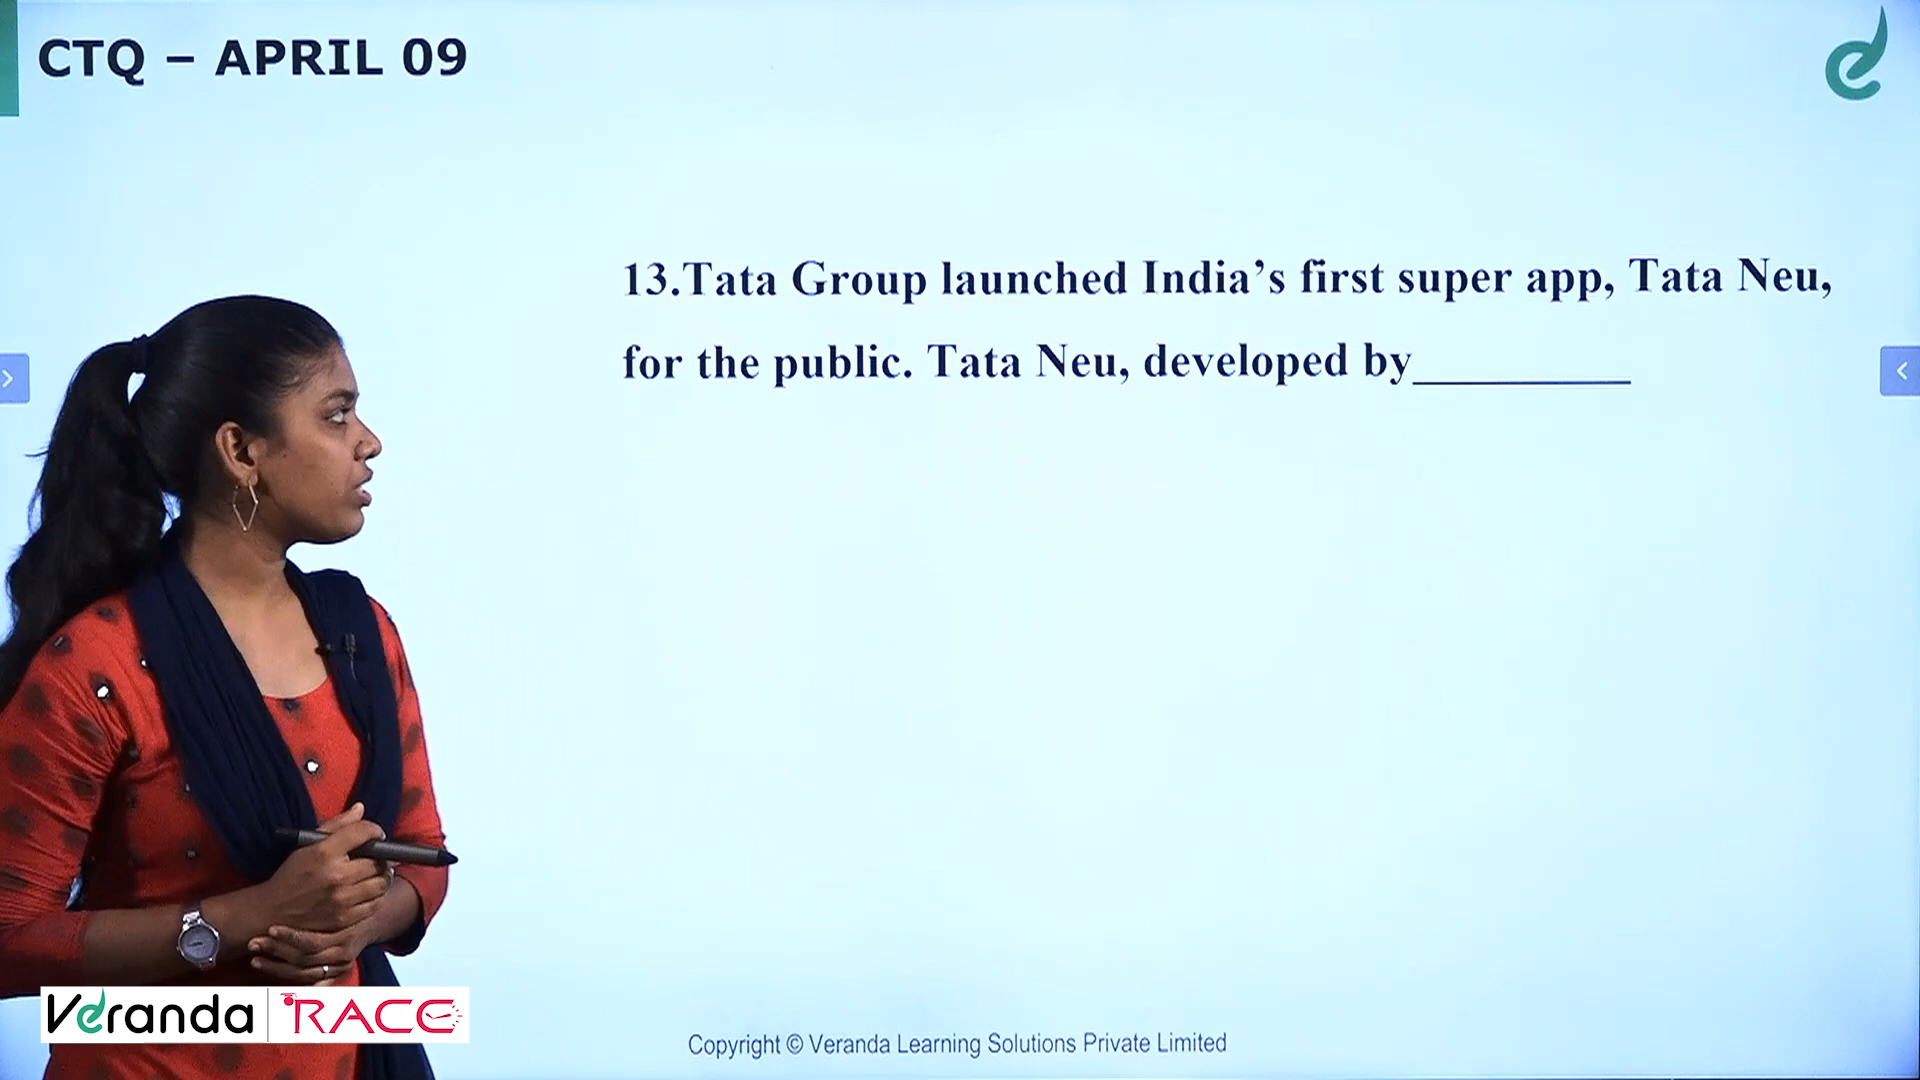 CTQ – APRIL 09
13.Tata Group launched India’s first super app, Tata Neu,
for the public. Tata Neu, developed by_________
Veranda RACE
Copyright © Veranda Learning Solutions Private Limited